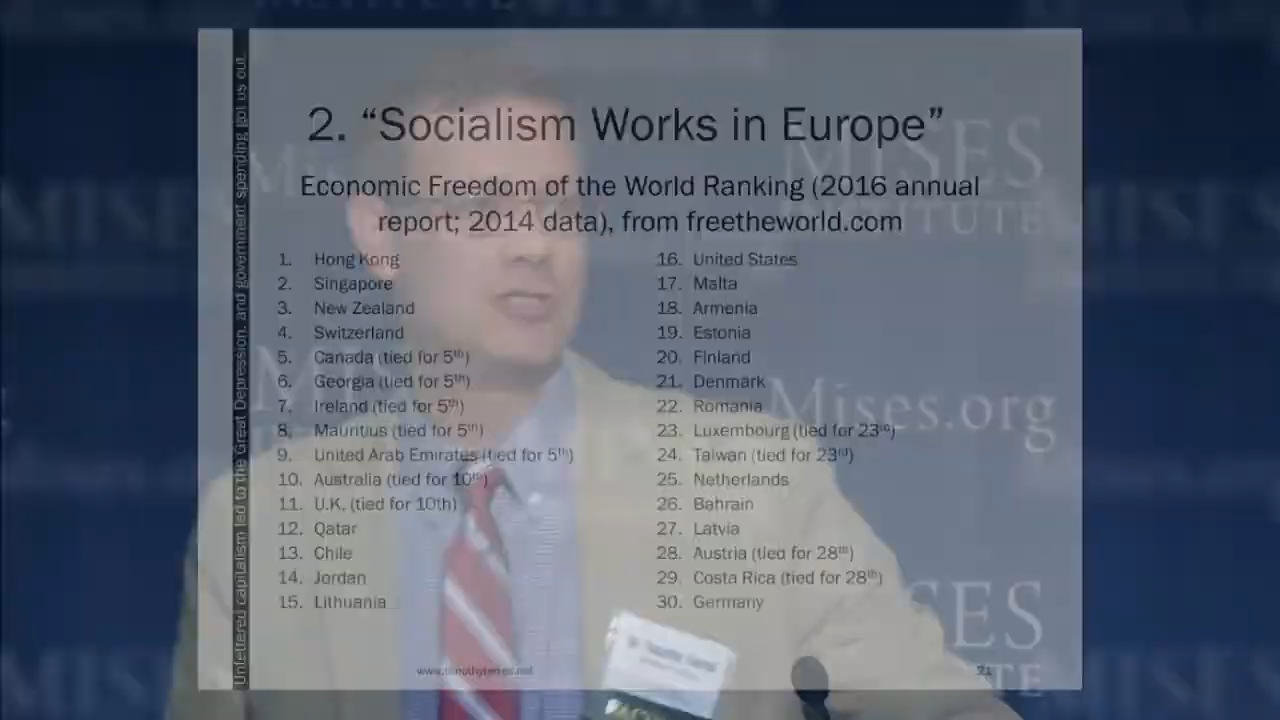 2. “Socialism Works in Europe”
Economic Freedom of the World Ranking (2016 annual
report; 2014 data), from freetheworld.com
1. Hong Kong
2. Singapore
3. New Zealand
4. Switzerland
5. Canada (tied for 5th)
6. Georgia (tied for 5th)
7. Ireland (tied for 5th)
8. Mauritius (tied for 5th)
9. United Arab Emirates (tied for 5th)
10. Australia (tied for 10th)
11. U.K. (tied for 10th)
12. Qatar
13. Chile
14. Jordan
15. Lithuania
16. United States
17. Malta
18. Armenia
19. Estonia
20. Finland
21. Denmark
22. Romania
23. Luxembourg (tied for 23rd)
24. Taiwan (tied for 23rd)
25. Netherlands
26. Bahrain
27. Latvia
28. Austria (tied for 28th)
29. Costa Rica (tied for 28th)
30. Germany
Unfettered capitalism led to the Great Depression, and government spending got us out.
21
MISES
INSTITUTE
Mises.org